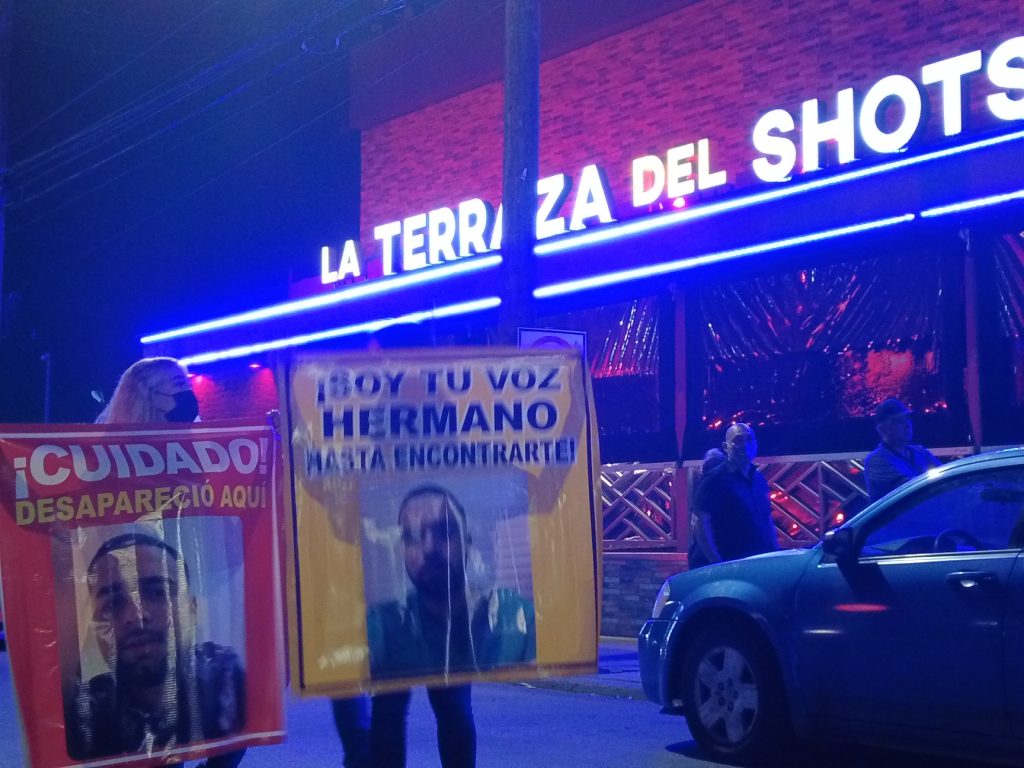 LA TERRAZA DEL SHOTS
¡CUIDADO!
DESAPARECIÓ AQUÍ
¡SOY TU VOZ
HERMANO
HASTA ENCONTRARTE!